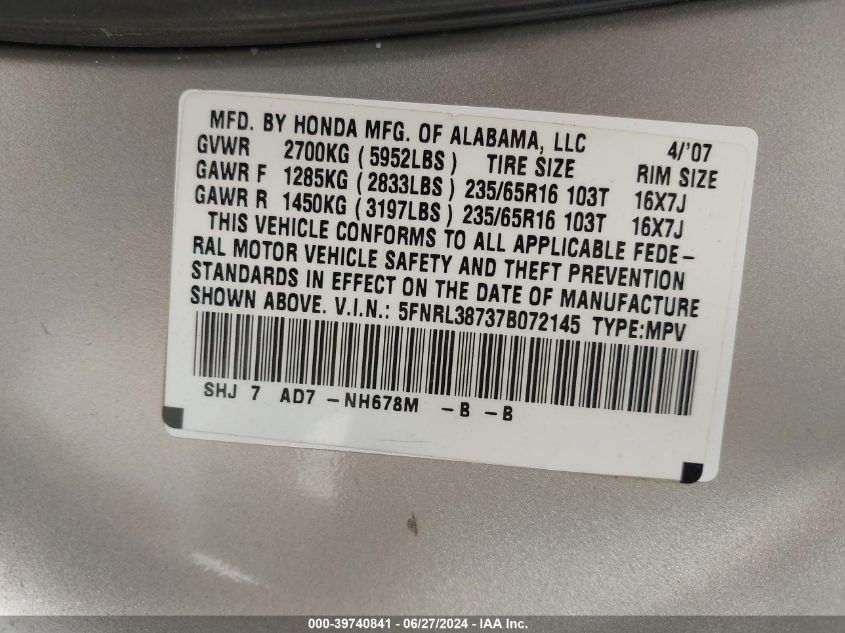 MFD. BY HONDA MFG. OF ALABAMA, LLC 4/'07
GVWR 2700KG (5952LBS) TIRE SIZE RIM SIZE
GAWR F 1285KG (2833LBS) 235/65R16 103T 16X7J
GAWR R 1450KG (3197LBS) 235/65R16 103T 16X7J
THIS VEHICLE CONFORMS TO ALL APPLICABLE FEDE-
RAL MOTOR VEHICLE SAFETY AND THEFT PREVENTION
STANDARDS IN EFFECT ON THE DATE OF MANUFACTURE
SHOWN ABOVE. V.I.N.: 5FNRL38737B072145 TYPE:MPV
SHJ 7 AD7 -NH678M -B -B
000-39740841 - 06/27/2024 - IAA Inc.